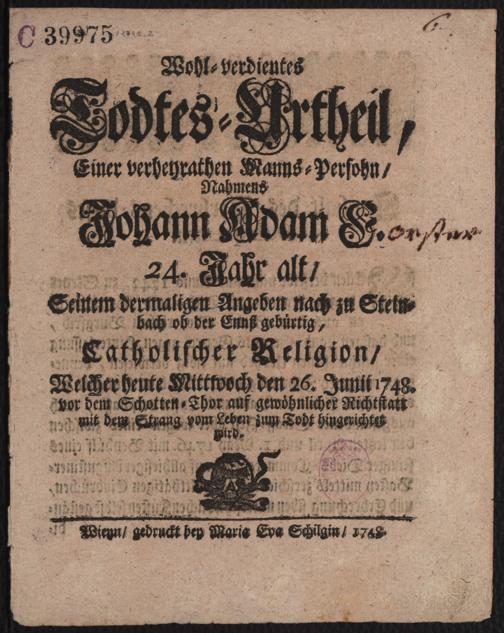 C 39975
6.
Wohl-verdientes
Todtes-Urtheil,
Einer verheyrathen Manns-Persohn/
Nahmens
Johann Adam F.orster
24. Jahr alt/
Seinem dermaligen Angeben nach zu Stein-
bach ob der Ennß gebürtig,
Catholischer Religion/
Welcher heute Mittwoch den 26. Junii 1748.
vor dem Schotten-Thor auf gewöhnlicher Richtstatt
mit dem Strang vom Leben zum Todt hingerichtet
wird.
Wienn/ gedruckt bey Maria Eva Schilgin/ 1748.